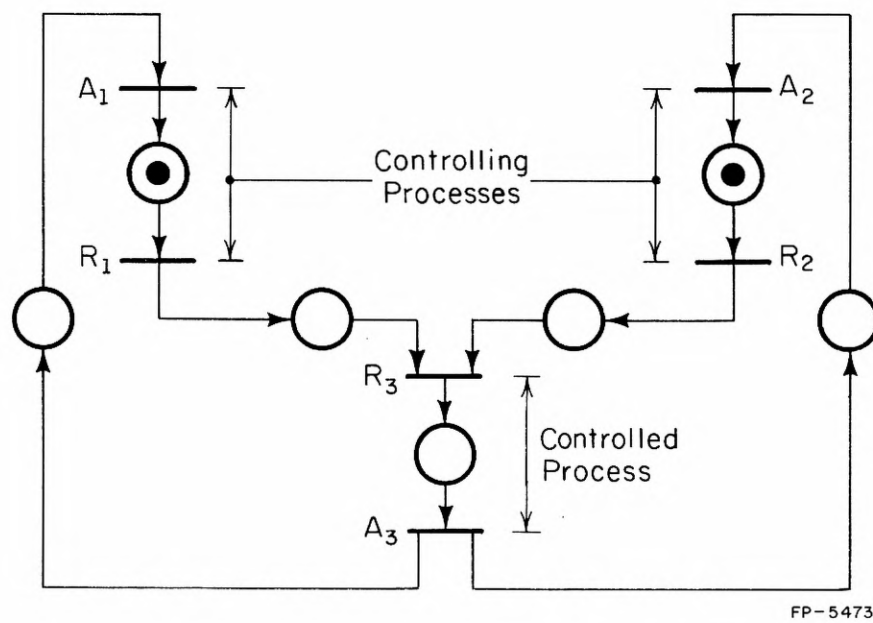 A1
A2
Controlling
Processes
R1
R2
R3
Controlled
Process
A3
FP-5473